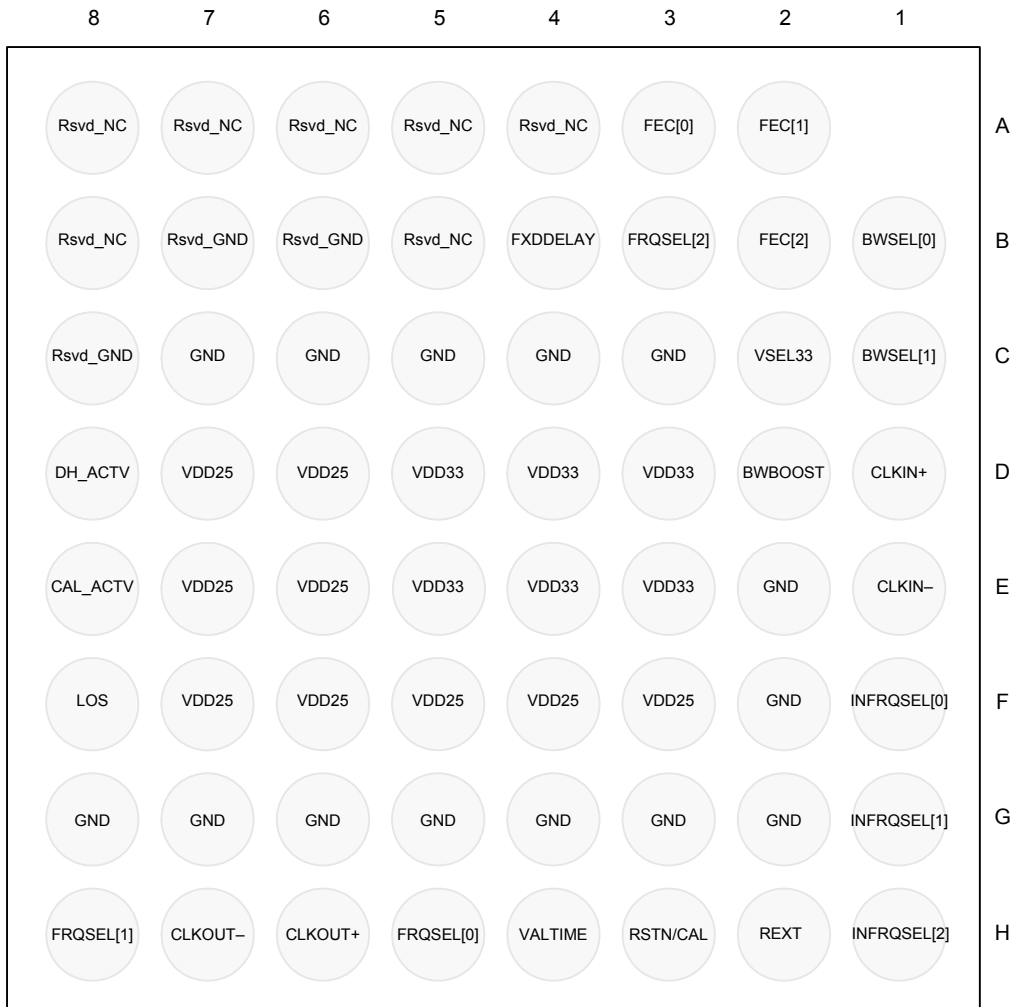 8 7 6 5 4 3 2 1
Rsvd_NC Rsvd_NC Rsvd_NC Rsvd_NC Rsvd_NC FEC[0] FEC[1] A
Rsvd_NC Rsvd_GND Rsvd_GND Rsvd_NC FXDDELAY FRQSEL[2] FEC[2] BWSEL[0] B
Rsvd_GND GND GND GND GND GND VSEL33 BWSEL[1] C
DH_ACTV VDD25 VDD25 VDD33 VDD33 VDD33 BWBOOST CLKIN+ D
CAL_ACTV VDD25 VDD25 VDD33 VDD33 VDD33 GND CLKIN– E
LOS VDD25 VDD25 VDD25 VDD25 VDD25 GND INFRQSEL[0] F
GND GND GND GND GND GND GND INFRQSEL[1] G
FRQSEL[1] CLKOUT– CLKOUT+ FRQSEL[0] VALTIME RSTN/CAL REXT INFRQSEL[2] H